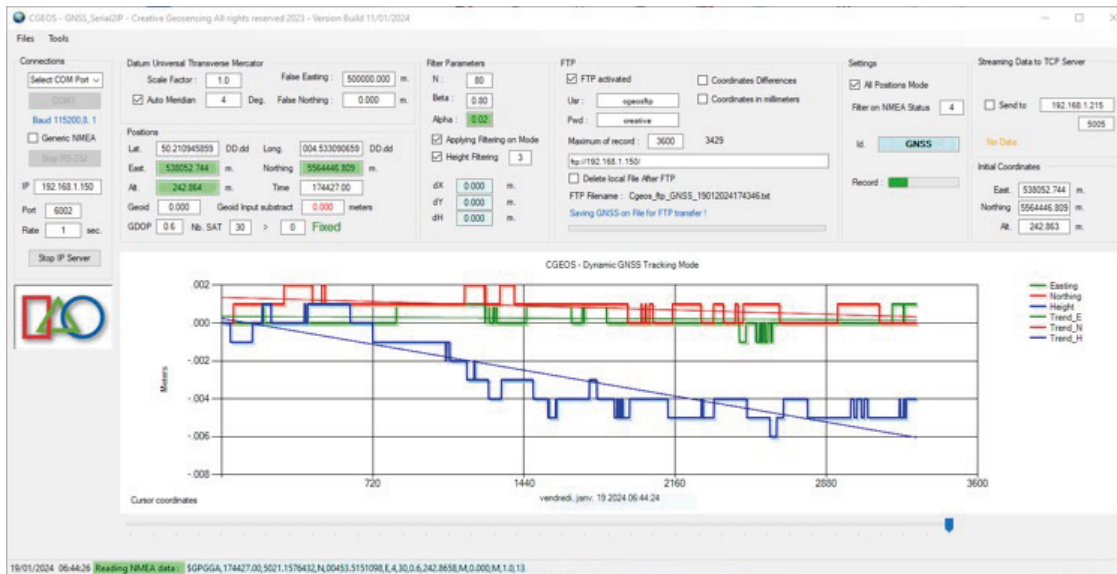 CGEOS - GNSS_Serial2IP - Creative Geosensing All rights reserved 2023 - Version Build 11/01/2024
Files Tools
Connections
Select COM Port
COM1
Baud 115200,8, 1
Generic NMEA
Stop RS-232
IP 192.168.1.150
Port 6002
Rate 1 sec.
Stop IP Server
Datum Universal Transverse Mercator
Scale Factor : 1.0 False Easting : 500000.000 m.
Auto Meridian 4 Deg. False Northing : 0.000 m.
Positions
Lat. 50.210945859 DD.dd Long. 004.533090659 DD.dd
East. 538052.744 m. Northing 5564446.809 m.
Alt. 242.864 m. Time 174427.00
Geoid 0.000 Geoid Input substract 0.000 meters
GDOP 0.6 Nb. SAT 30 > 0 Fixed
Filter Parameters
N : 80
Beta : 0.80
Alpha : 0.02
Applying Filtering on Mode
Height Filtering 3
dX 0.000 m.
dY 0.000 m.
dH 0.000 m.
FTP
FTP activated Coordinates Differences
Usr : cgeosftp Coordinates in millimeters
Pwd : creative
Maximum of record : 3600 3429
ftp://192.168.1.150/
Delete local File After FTP
FTP Filename : Cgeos_ftp_GNSS_19012024174346.txt
Saving GNSS on File for FTP transfer !
Settings
All Positions Mode
Filter on NMEA Status 4
Id. GNSS
Record :
Streaming Data to TCP Server
Send to 192.168.1.215
5005
No Data
Initial Coordinates
East. 538052.744 m.
Northing 5564446.809 m.
Alt. 242.863 m.
CGEOS - Dynamic GNSS Tracking Mode
Easting
Northing
Height
Trend_E
Trend_N
Trend_H
Meters
.002
.000
-.002
-.004
-.006
-.008
720 1440 2160 2880 3600
Cursor coordinates
vendredi, janv. 19 2024 06:44:24
19/01/2024 06:44:26 Reading NMEA data : $GPGGA,174427.00,5021.1576432,N,00453.5151098,E,4,30,0.6,242.8658,M,0.000,M,1.0,13